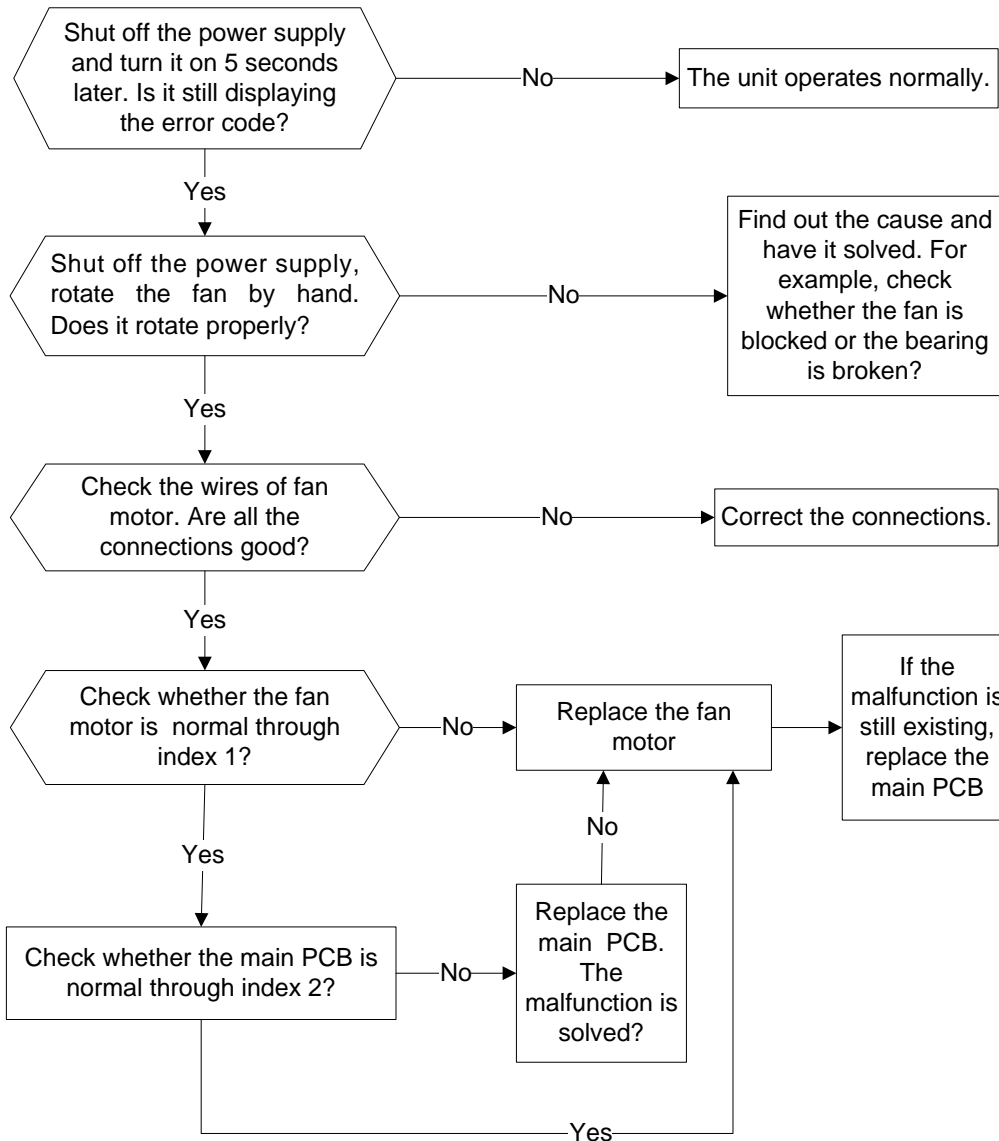 Shut off the power supply
and turn it on 5 seconds
later. Is it still displaying
the error code?
No
The unit operates normally.
Yes
Shut off the power supply,
rotate the fan by hand.
Does it rotate properly?
No
Find out the cause and
have it solved. For
example, check
whether the fan is
blocked or the bearing
is broken?
Yes
Check the wires of fan
motor. Are all the
connections good?
No
Correct the connections.
Yes
Check whether the fan
motor is normal through
index 1?
No
Replace the fan
motor
If the
malfunction is
still existing,
replace the
main PCB
Yes
No
Check whether the main PCB is
normal through index 2?
No
Replace the
main PCB.
The
malfunction is
solved?
Yes